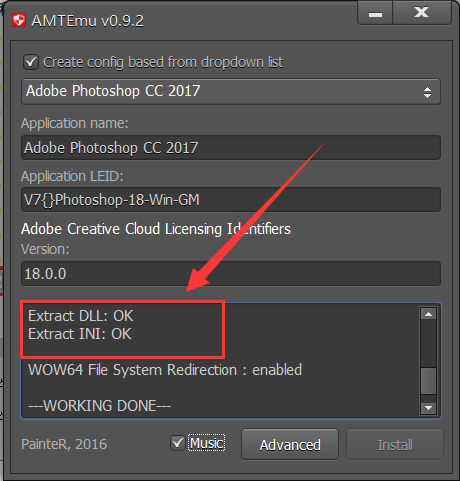 AMTEmu v0.9.2
Create config based from dropdown list
Adobe Photoshop CC 2017
Application name:
Adobe Photoshop CC 2017
Application LEID:
V7{}Photoshop-18-Win-GM
Adobe Creative Cloud Licensing Identifiers
Version:
18.0.0
Extract DLL: OK
Extract INI: OK
WOW64 File System Redirection : enabled
---WORKING DONE---
PainteR, 2016 Music Advanced Install